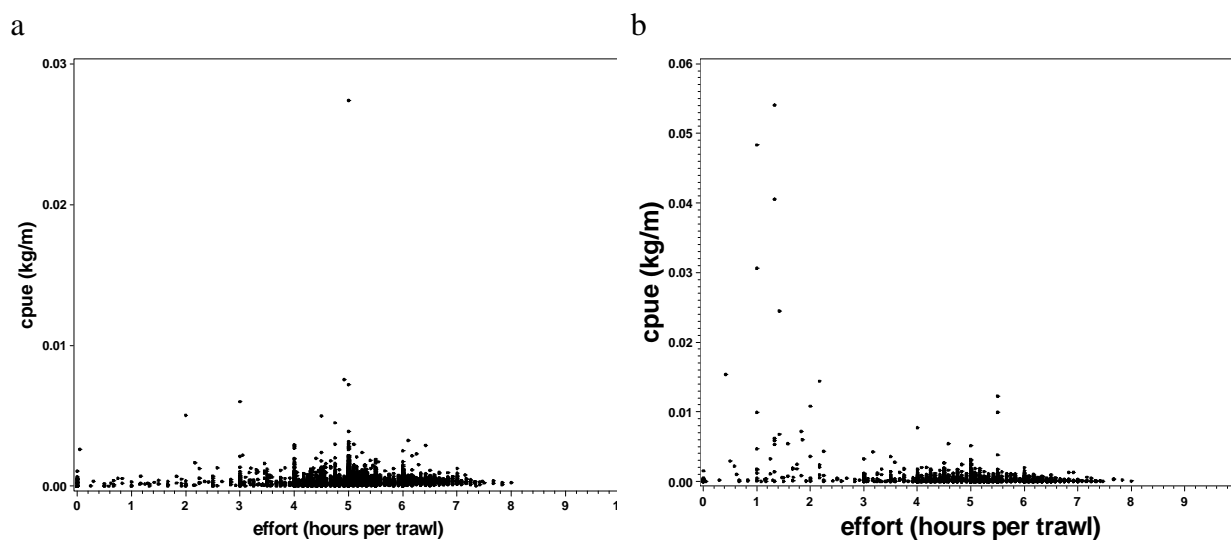 a
0.03
0.02
0.01
0.00
cpue (kg/m)
0 1 2 3 4 5 6 7 8 9 1
effort (hours per trawl)
b
0.06
0.05
0.04
0.03
0.02
0.01
0.00
cpue (kg/m)
0 1 2 3 4 5 6 7 8 9
effort (hours per trawl)